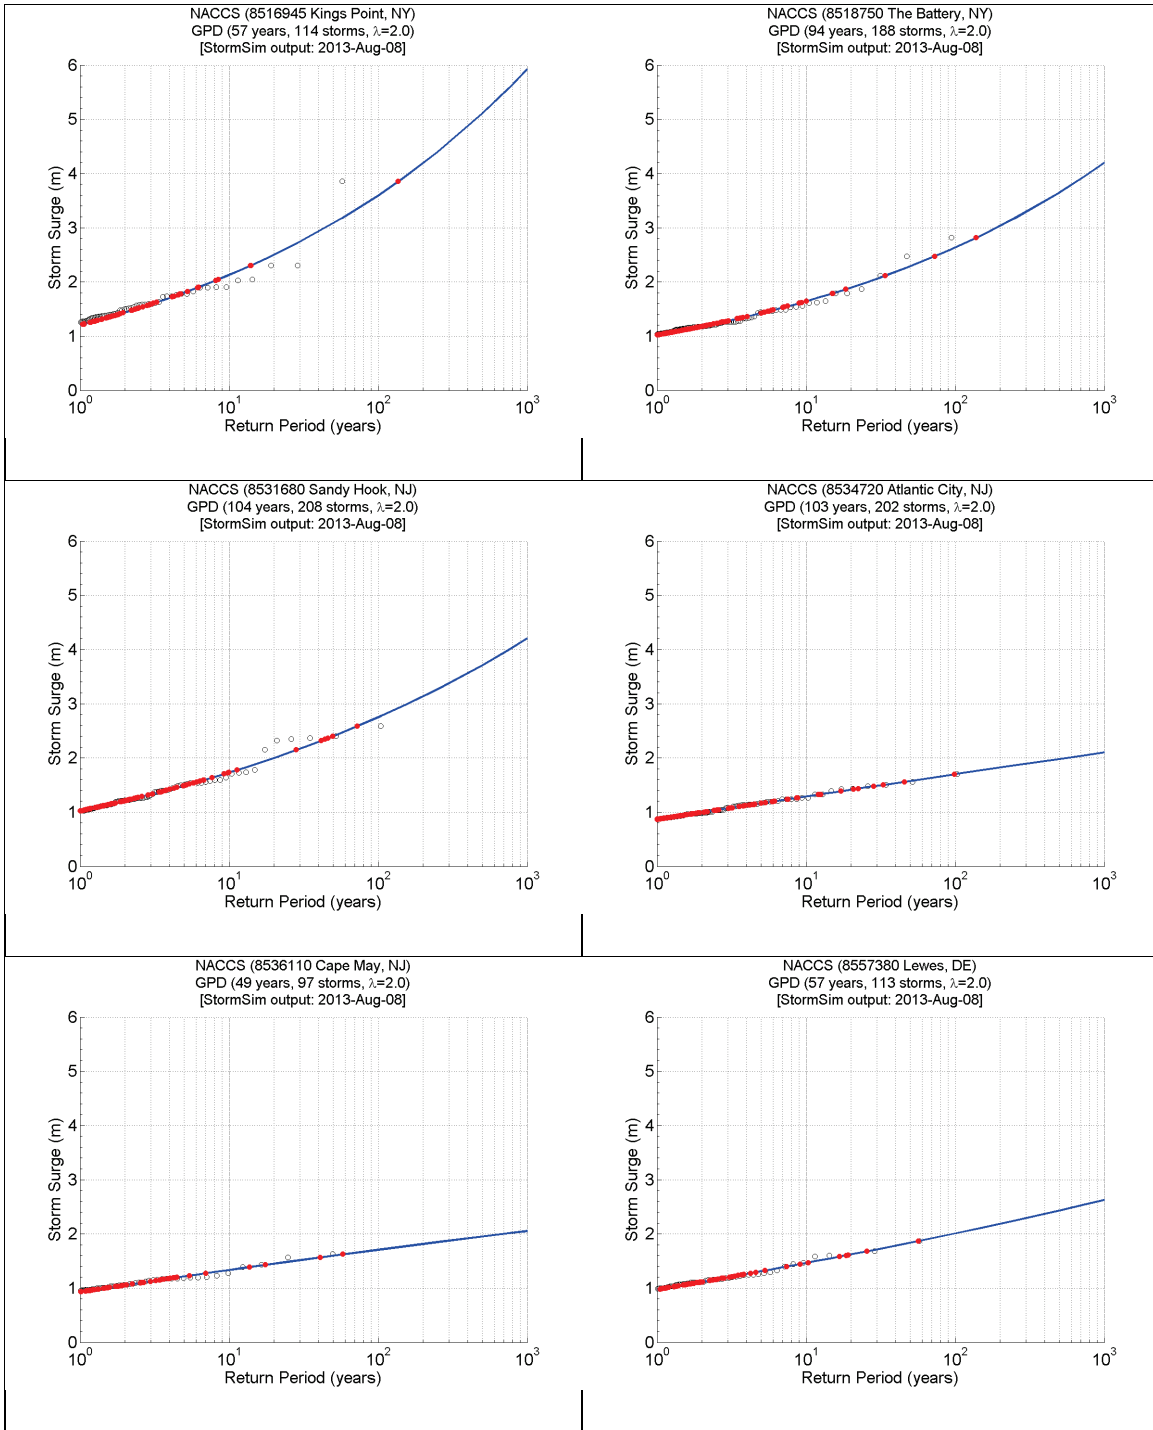 NACCS (8516945 Kings Point, NY)
GPD (57 years, 114 storms, λ=2.0)
[StormSim output: 2013-Aug-08]
6
5
4
3
2
1
0
Storm Surge (m)
10^0 10^1 10^2 10^3
Return Period (years)
NACCS (8518750 The Battery, NY)
GPD (94 years, 188 storms, λ=2.0)
[StormSim output: 2013-Aug-08]
6
5
4
3
2
1
0
Storm Surge (m)
10^0 10^1 10^2 10^3
Return Period (years)
NACCS (8531680 Sandy Hook, NJ)
GPD (104 years, 208 storms, λ=2.0)
[StormSim output: 2013-Aug-08]
6
5
4
3
2
1
0
Storm Surge (m)
10^0 10^1 10^2 10^3
Return Period (years)
NACCS (8534720 Atlantic City, NJ)
GPD (103 years, 202 storms, λ=2.0)
[StormSim output: 2013-Aug-08]
6
5
4
3
2
1
0
Storm Surge (m)
10^0 10^1 10^2 10^3
Return Period (years)
NACCS (8536110 Cape May, NJ)
GPD (49 years, 97 storms, λ=2.0)
[StormSim output: 2013-Aug-08]
6
5
4
3
2
1
0
Storm Surge (m)
10^0 10^1 10^2 10^3
Return Period (years)
NACCS (8557380 Lewes, DE)
GPD (57 years, 113 storms, λ=2.0)
[StormSim output: 2013-Aug-08]
6
5
4
3
2
1
0
Storm Surge (m)
10^0 10^1 10^2 10^3
Return Period (years)